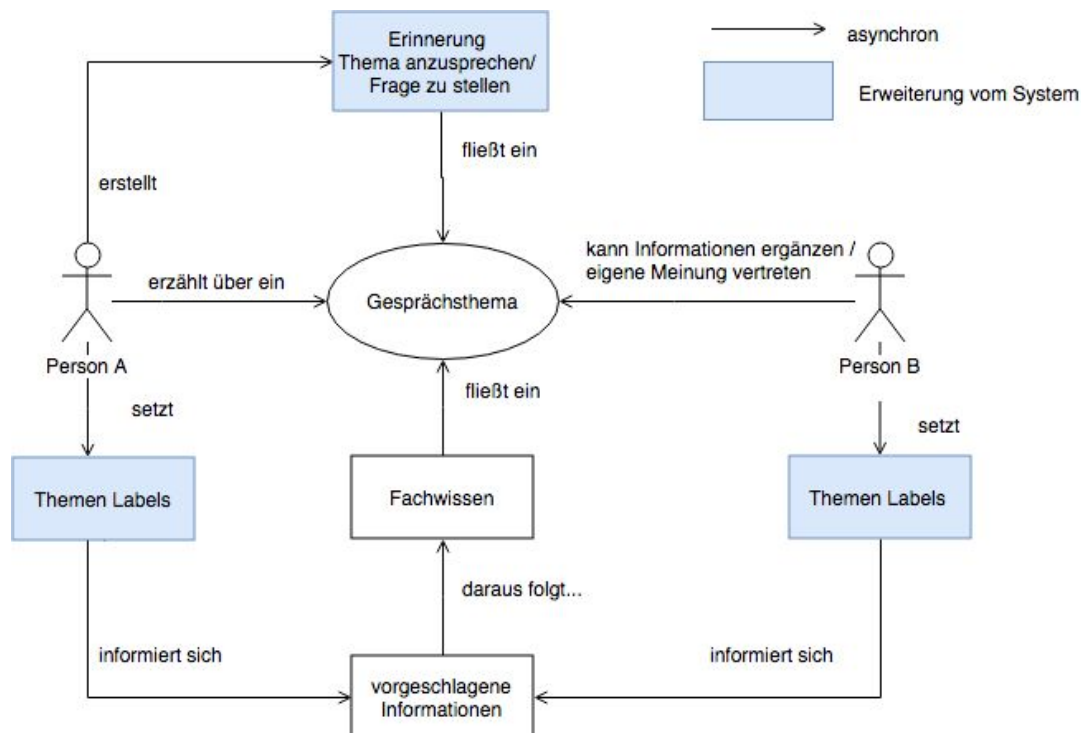 Erinnerung
Thema anzusprechen/
Frage zu stellen
asynchron
Erweiterung vom System
fließt ein
erstellt
kann Informationen ergänzen /
eigene Meinung vertreten
erzählt über ein
Gesprächsthema
Person A
Person B
fließt ein
setzt
setzt
Themen Labels
Fachwissen
Themen Labels
daraus folgt...
informiert sich
informiert sich
vorgeschlagene
Informationen